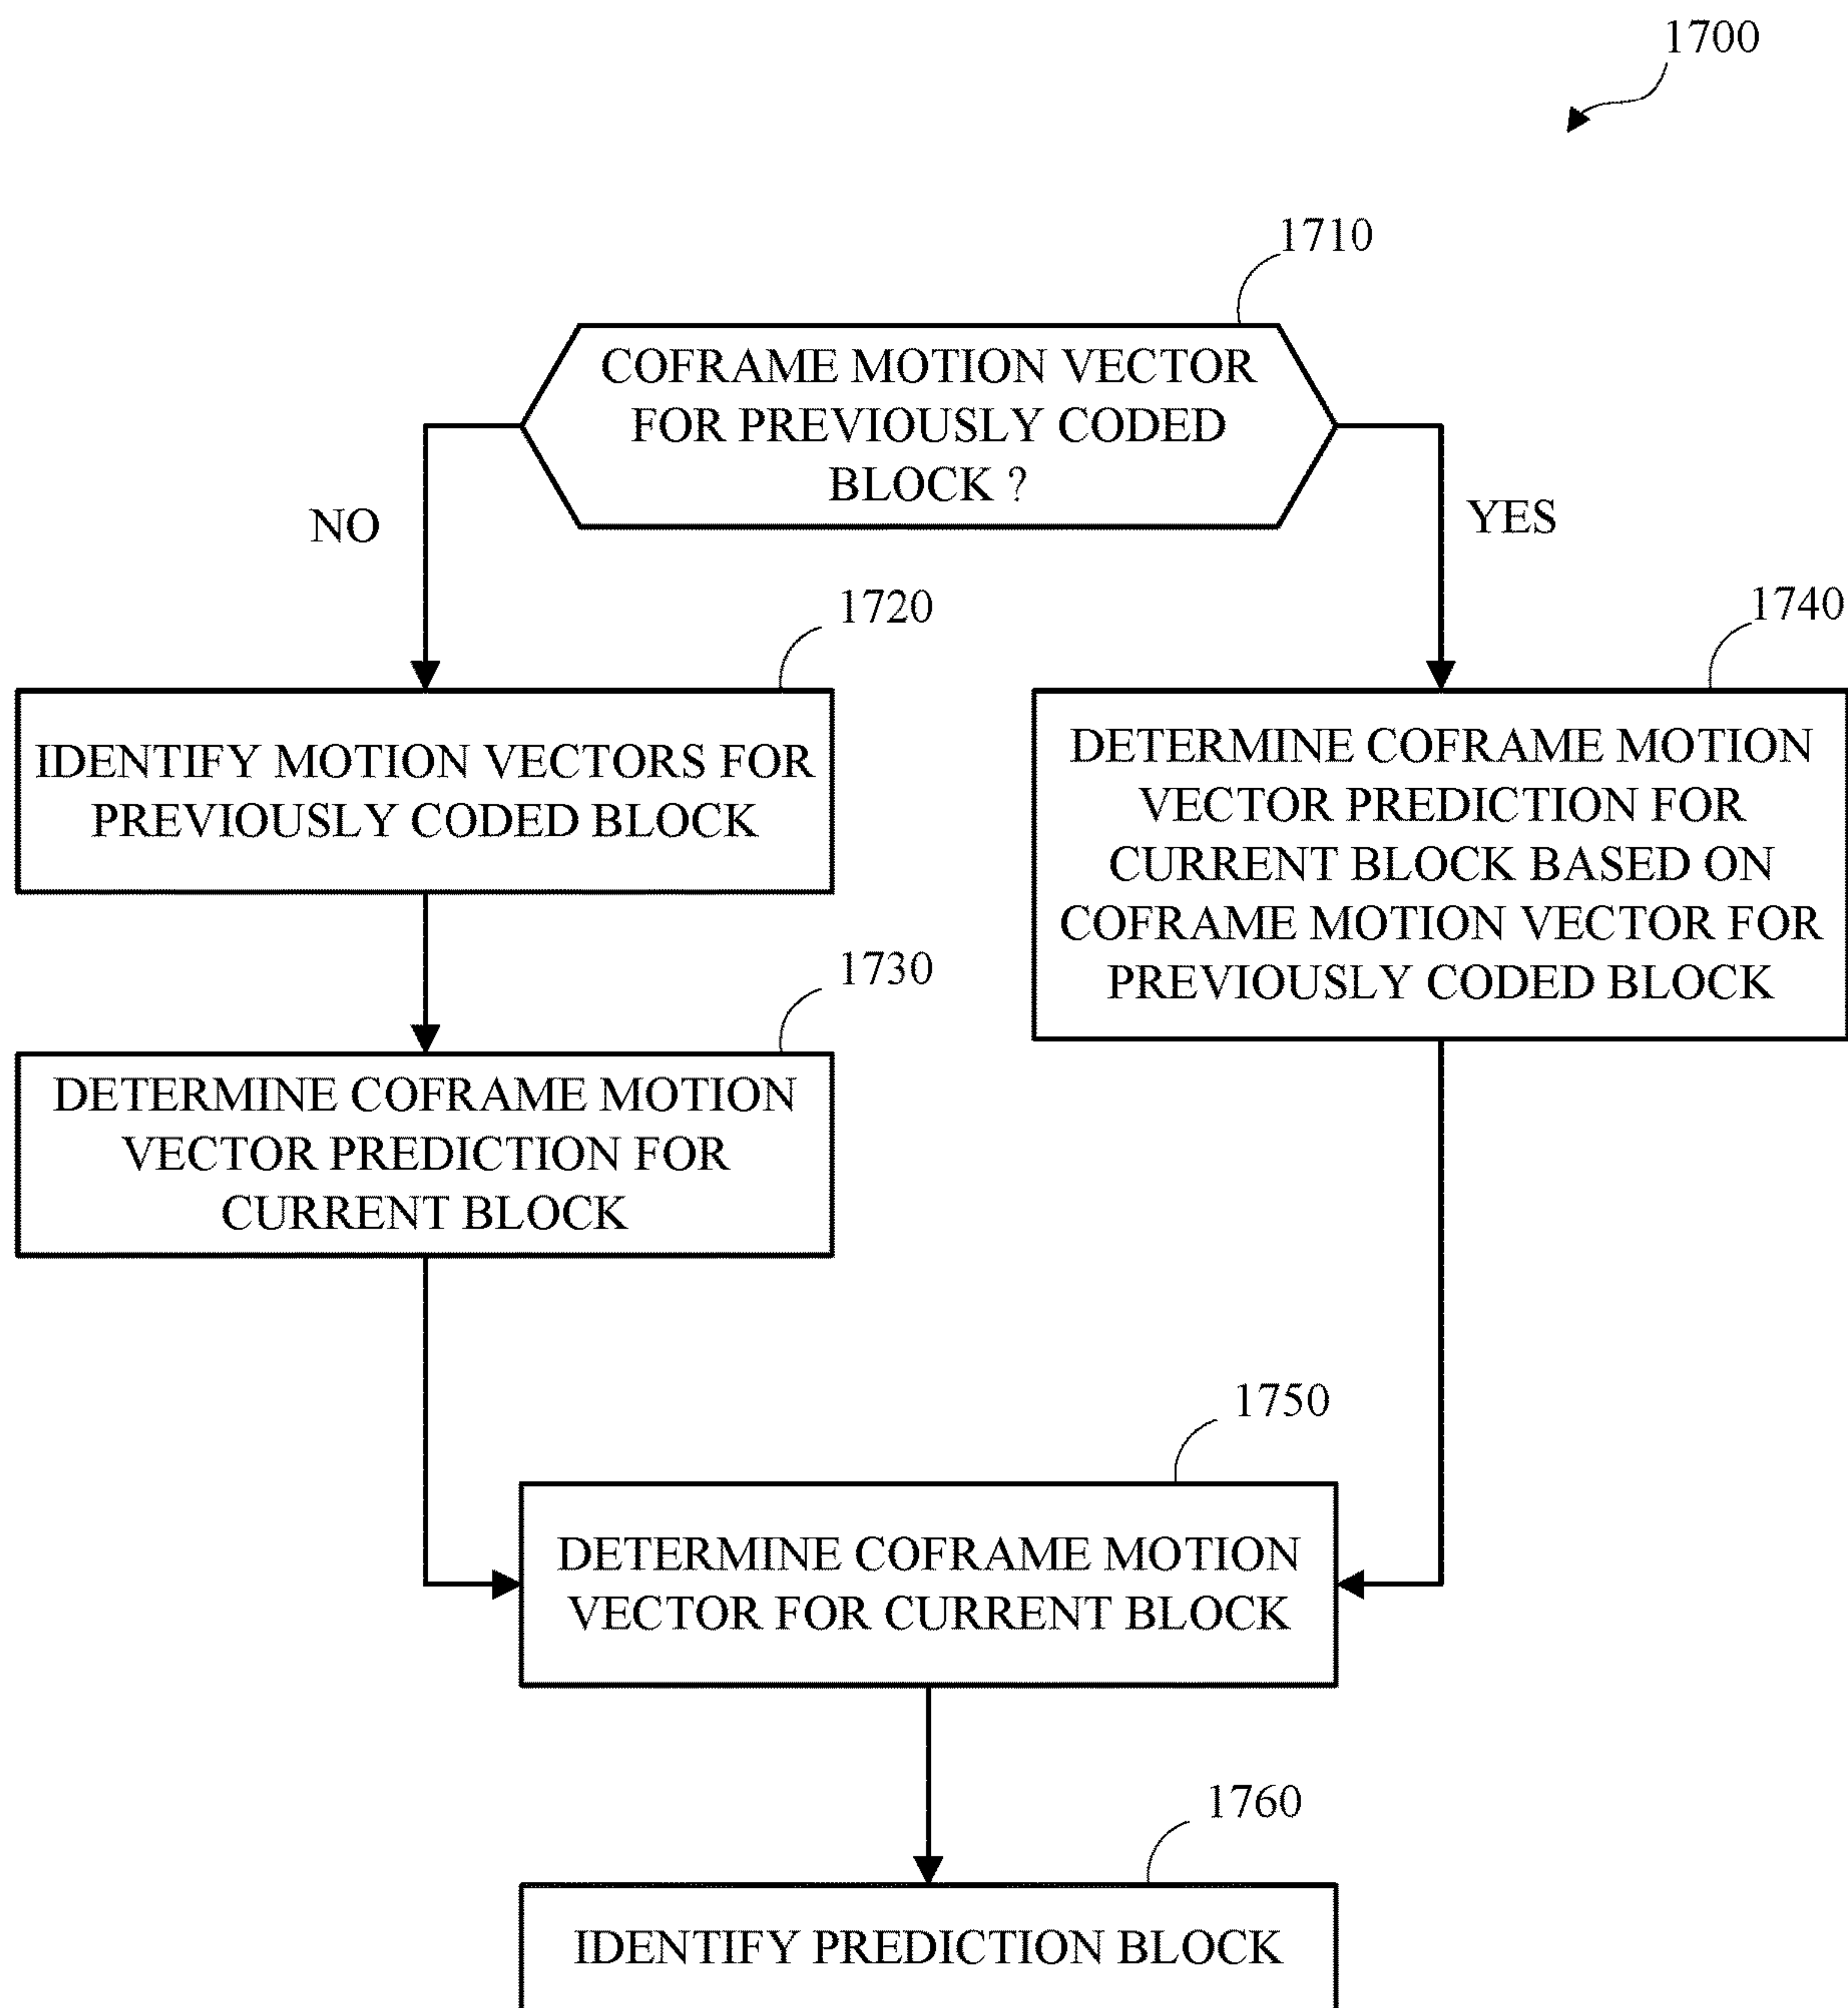 1700
1710
COFRAME MOTION VECTOR
FOR PREVIOUSLY CODED
BLOCK ?
NO
YES
1720
1740
IDENTIFY MOTION VECTORS FOR
PREVIOUSLY CODED BLOCK
DETERMINE COFRAME MOTION
VECTOR PREDICTION FOR
CURRENT BLOCK BASED ON
COFRAME MOTION VECTOR FOR
PREVIOUSLY CODED BLOCK
1730
DETERMINE COFRAME MOTION
VECTOR PREDICTION FOR
CURRENT BLOCK
1750
DETERMINE COFRAME MOTION
VECTOR FOR CURRENT BLOCK
1760
IDENTIFY PREDICTION BLOCK